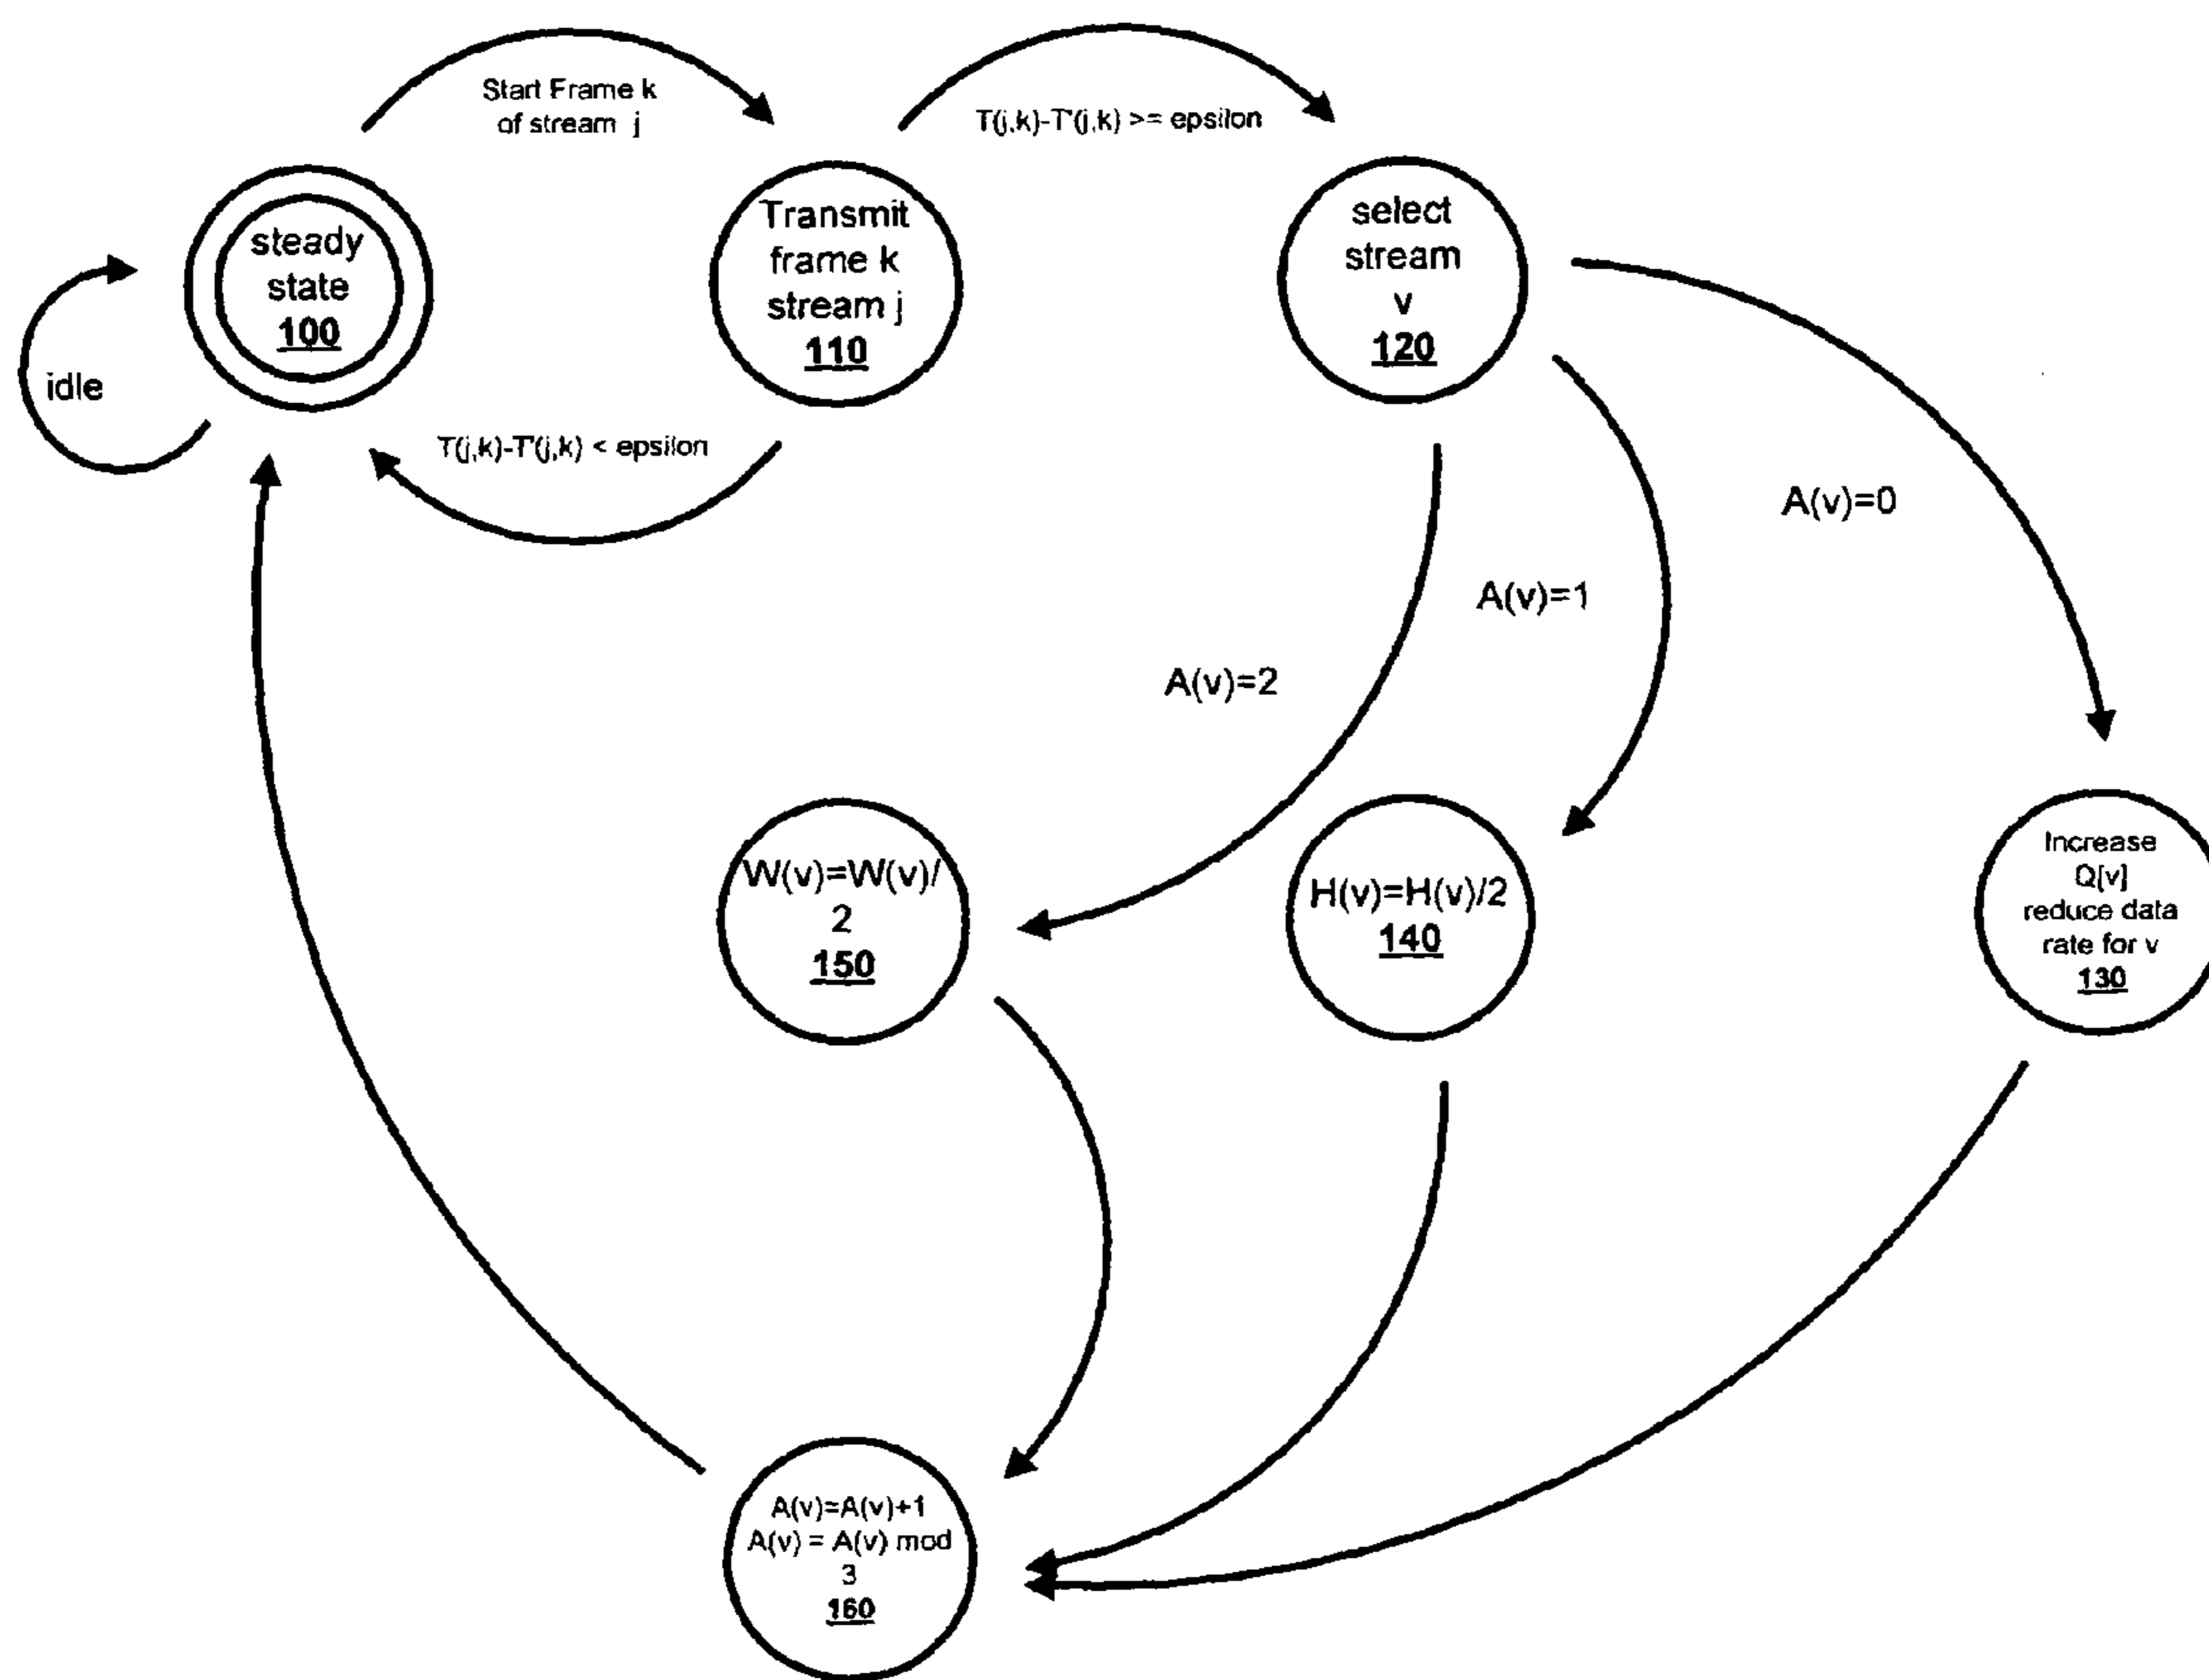 Start Frame k
of stream j
T(j,k)-T'(j,k) >= epsilon
steady
state
100
Transmit
frame k
stream j
110
select
stream
v
120
idle
T(j,k)-T'(j,k) < epsilon
A(v)=0
A(v)=1
A(v)=2
W(v)=W(v)/
2
150
H(v)=H(v)/2
140
Increase
Q[v]
reduce data
rate for v
130
A(v)=A(v)+1
A(v) = A(v) mod
3
160